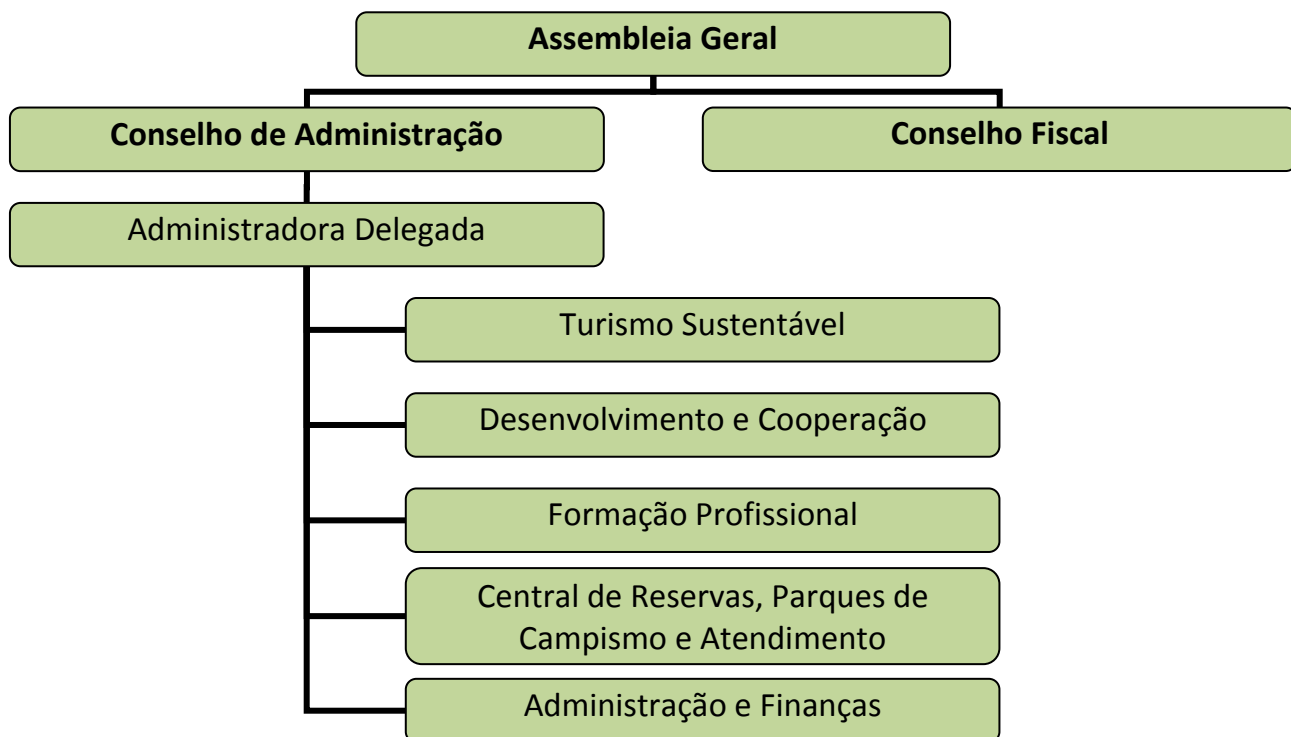 Assembleia Geral
Conselho de Administração
Conselho Fiscal
Administradora Delegada
Turismo Sustentável
Desenvolvimento e Cooperação
Formação Profissional
Central de Reservas, Parques de
Campismo e Atendimento
Administração e Finanças